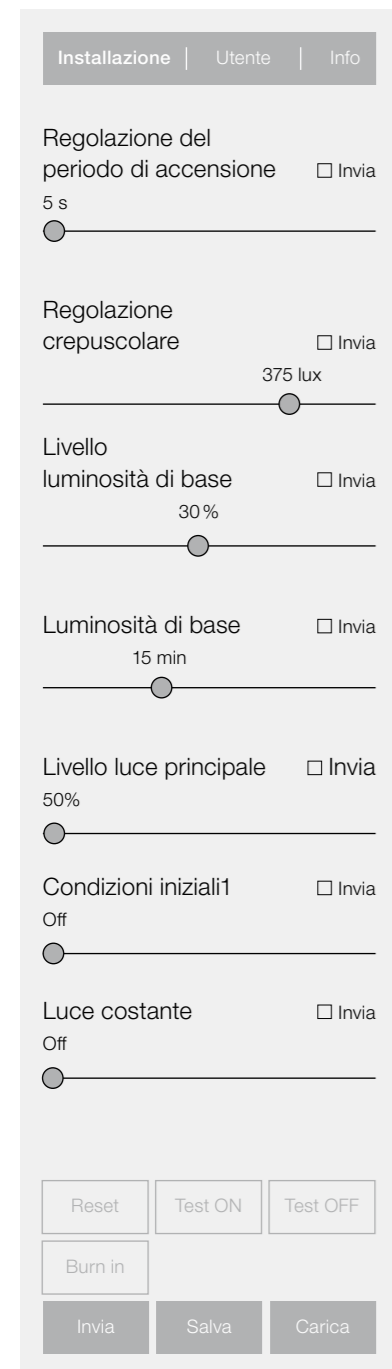 Installazione | Utente | Info
Regolazione del
periodo di accensione Invia
5 s
Regolazione
crepuscolare Invia
375 lux
Livello
luminosità di base Invia
30 %
Luminosità di base Invia
15 min
Livello luce principale Invia
50%
Condizioni iniziali1 Invia
Off
Luce costante Invia
Off
Reset Test ON Test OFF
Burn in
Invia Salva Carica